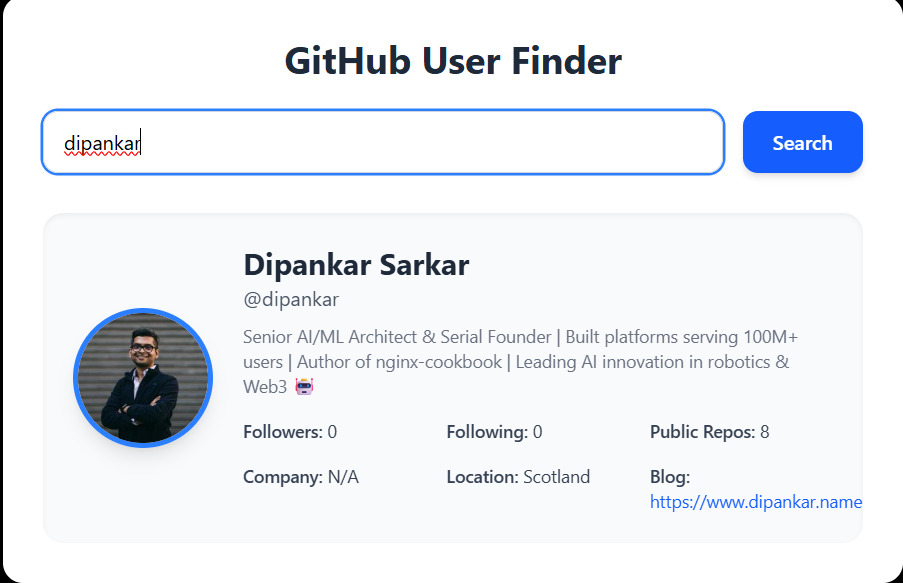 GitHub User Finder
dipankar
Search
Dipankar Sarkar
@dipankar
Senior AI/ML Architect & Serial Founder | Built platforms serving 100M+
users | Author of nginx-cookbook | Leading AI innovation in robotics &
Web3 🤖
Followers: 0
Following: 0
Public Repos: 8
Company: N/A
Location: Scotland
Blog:
https://www.dipankar.name